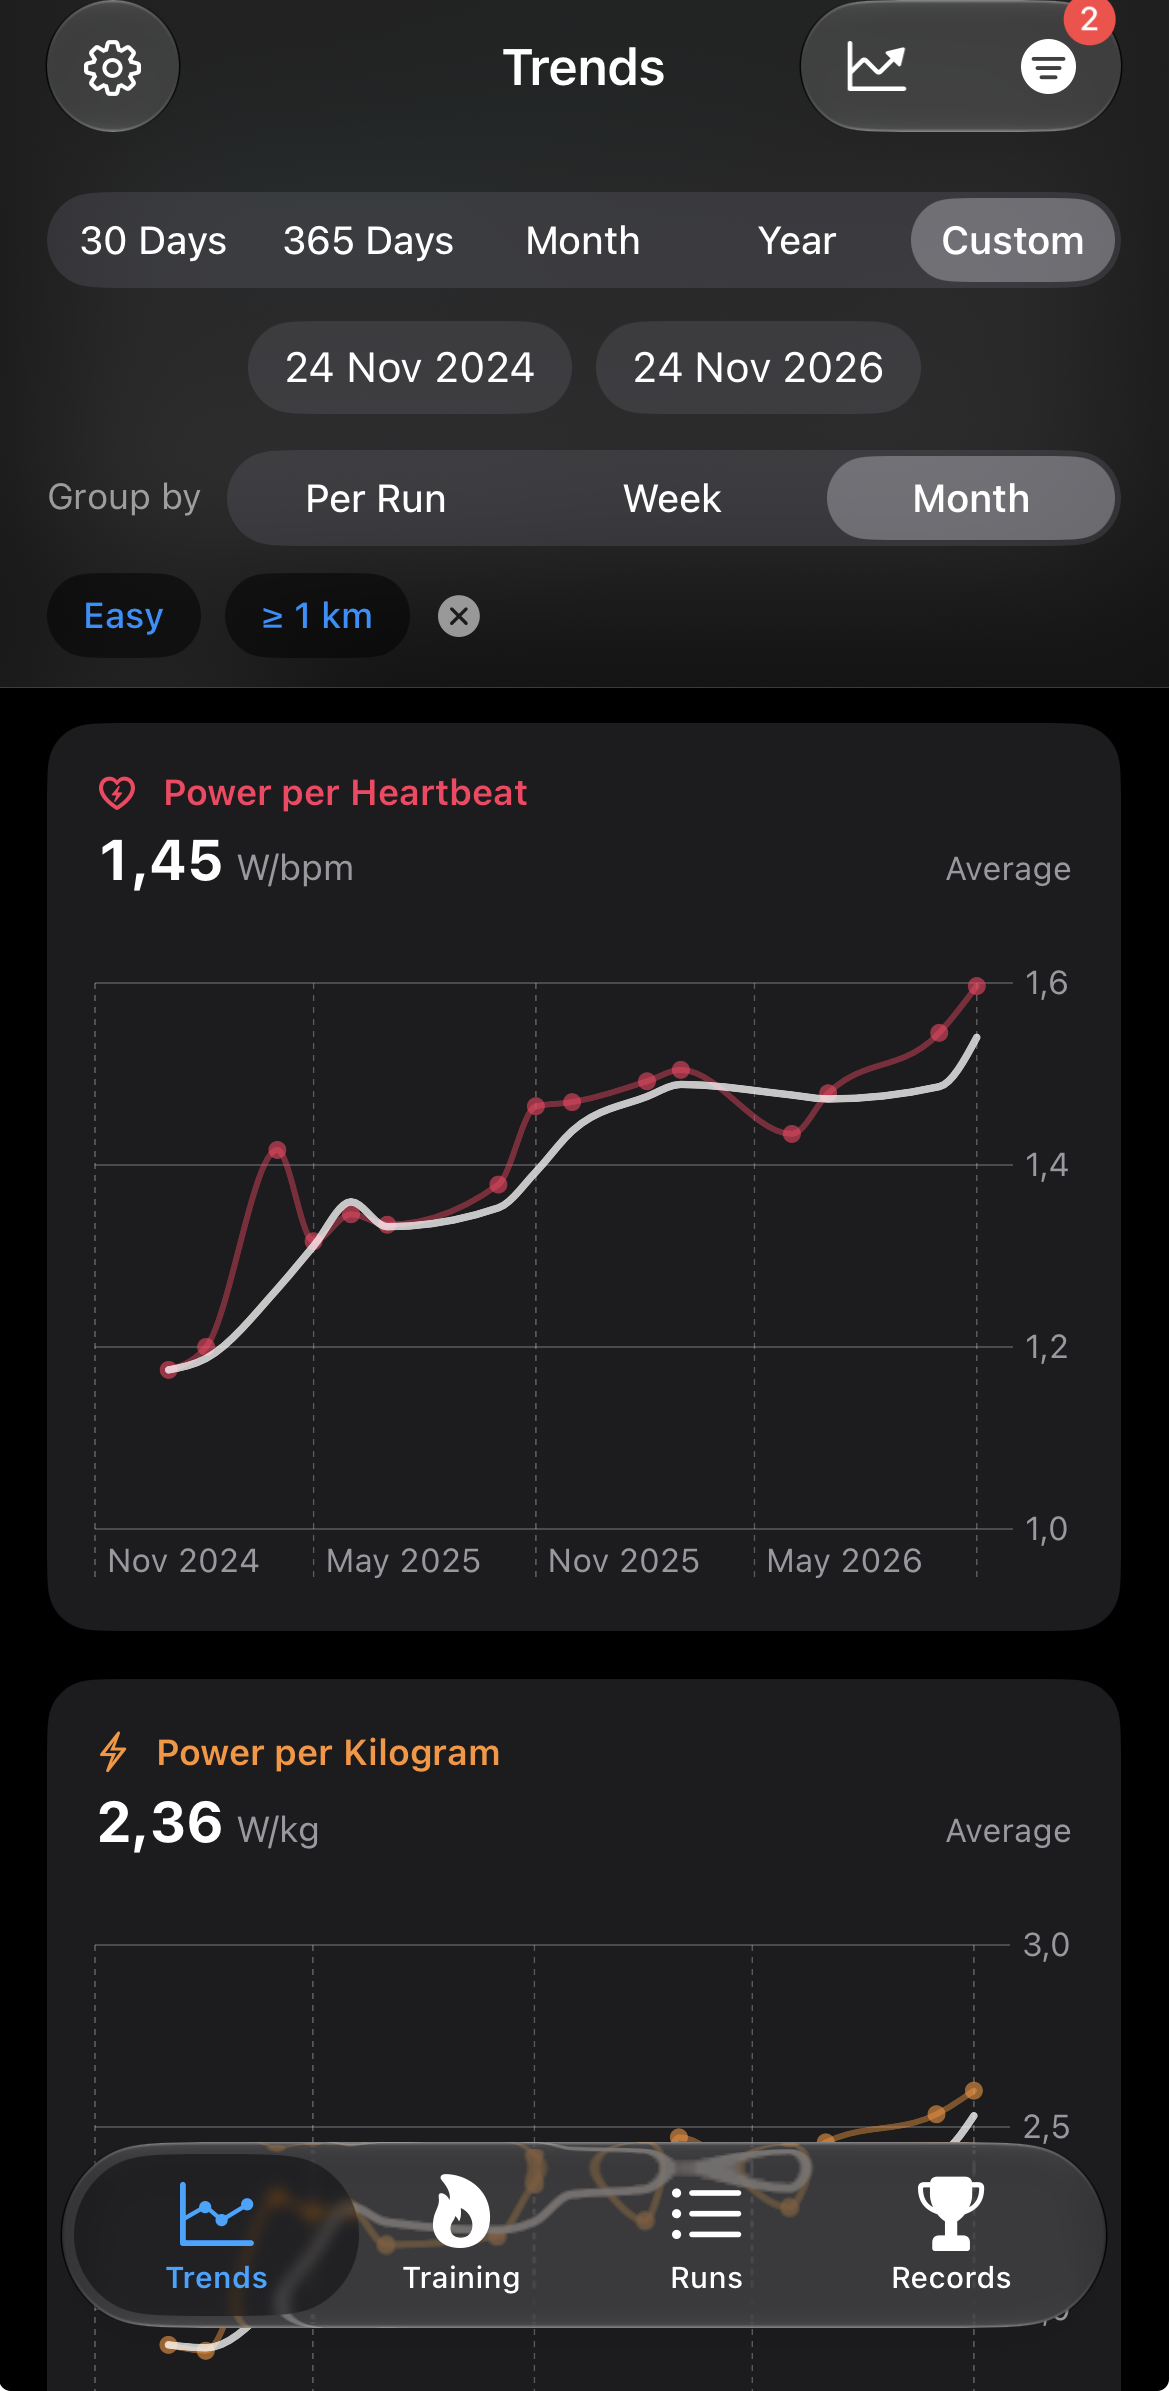 2
Trends
30 Days 365 Days Month Year Custom
24 Nov 2024 24 Nov 2026
Group by Per Run Week Month
Easy ≥ 1 km
Power per Heartbeat
1,45 W/bpm Average
1,6
1,4
1,2
1,0
Nov 2024 May 2025 Nov 2025 May 2026
Power per Kilogram
2,36 W/kg Average
3,0
2,5
Trends Training Runs Records